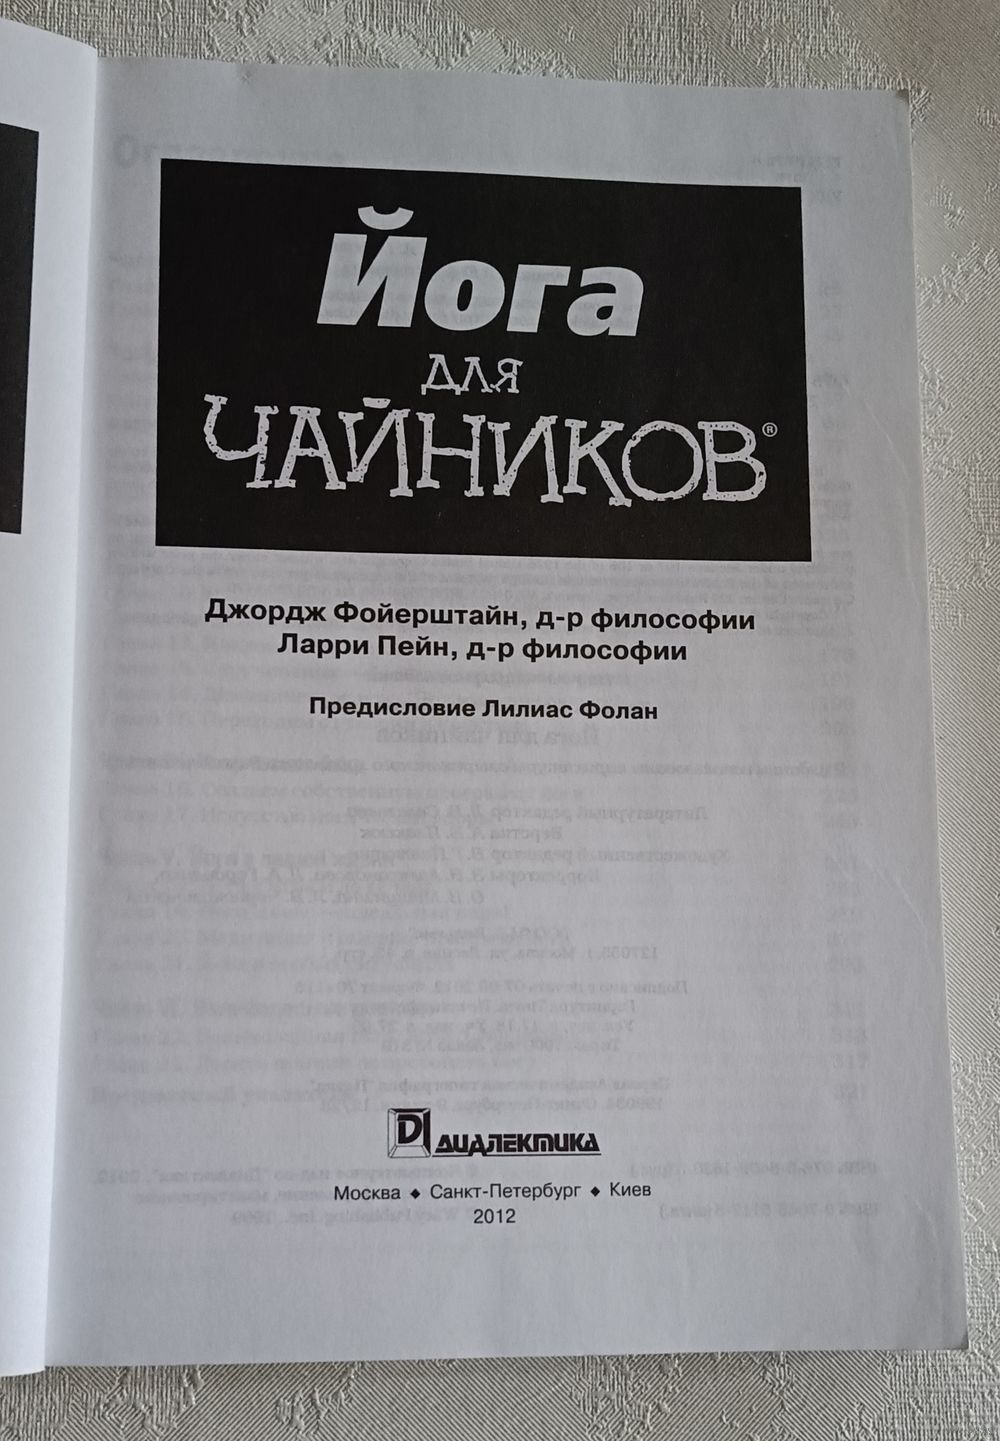 Йога
для
ЧАЙНИКОВ®
Джордж Фойерштайн, д-р философии
Ларри Пейн, д-р философии
Предисловие Лилиас Фолан
ДИАЛЕКТИКА
Москва ◆ Санкт-Петербург ◆ Киев
2012